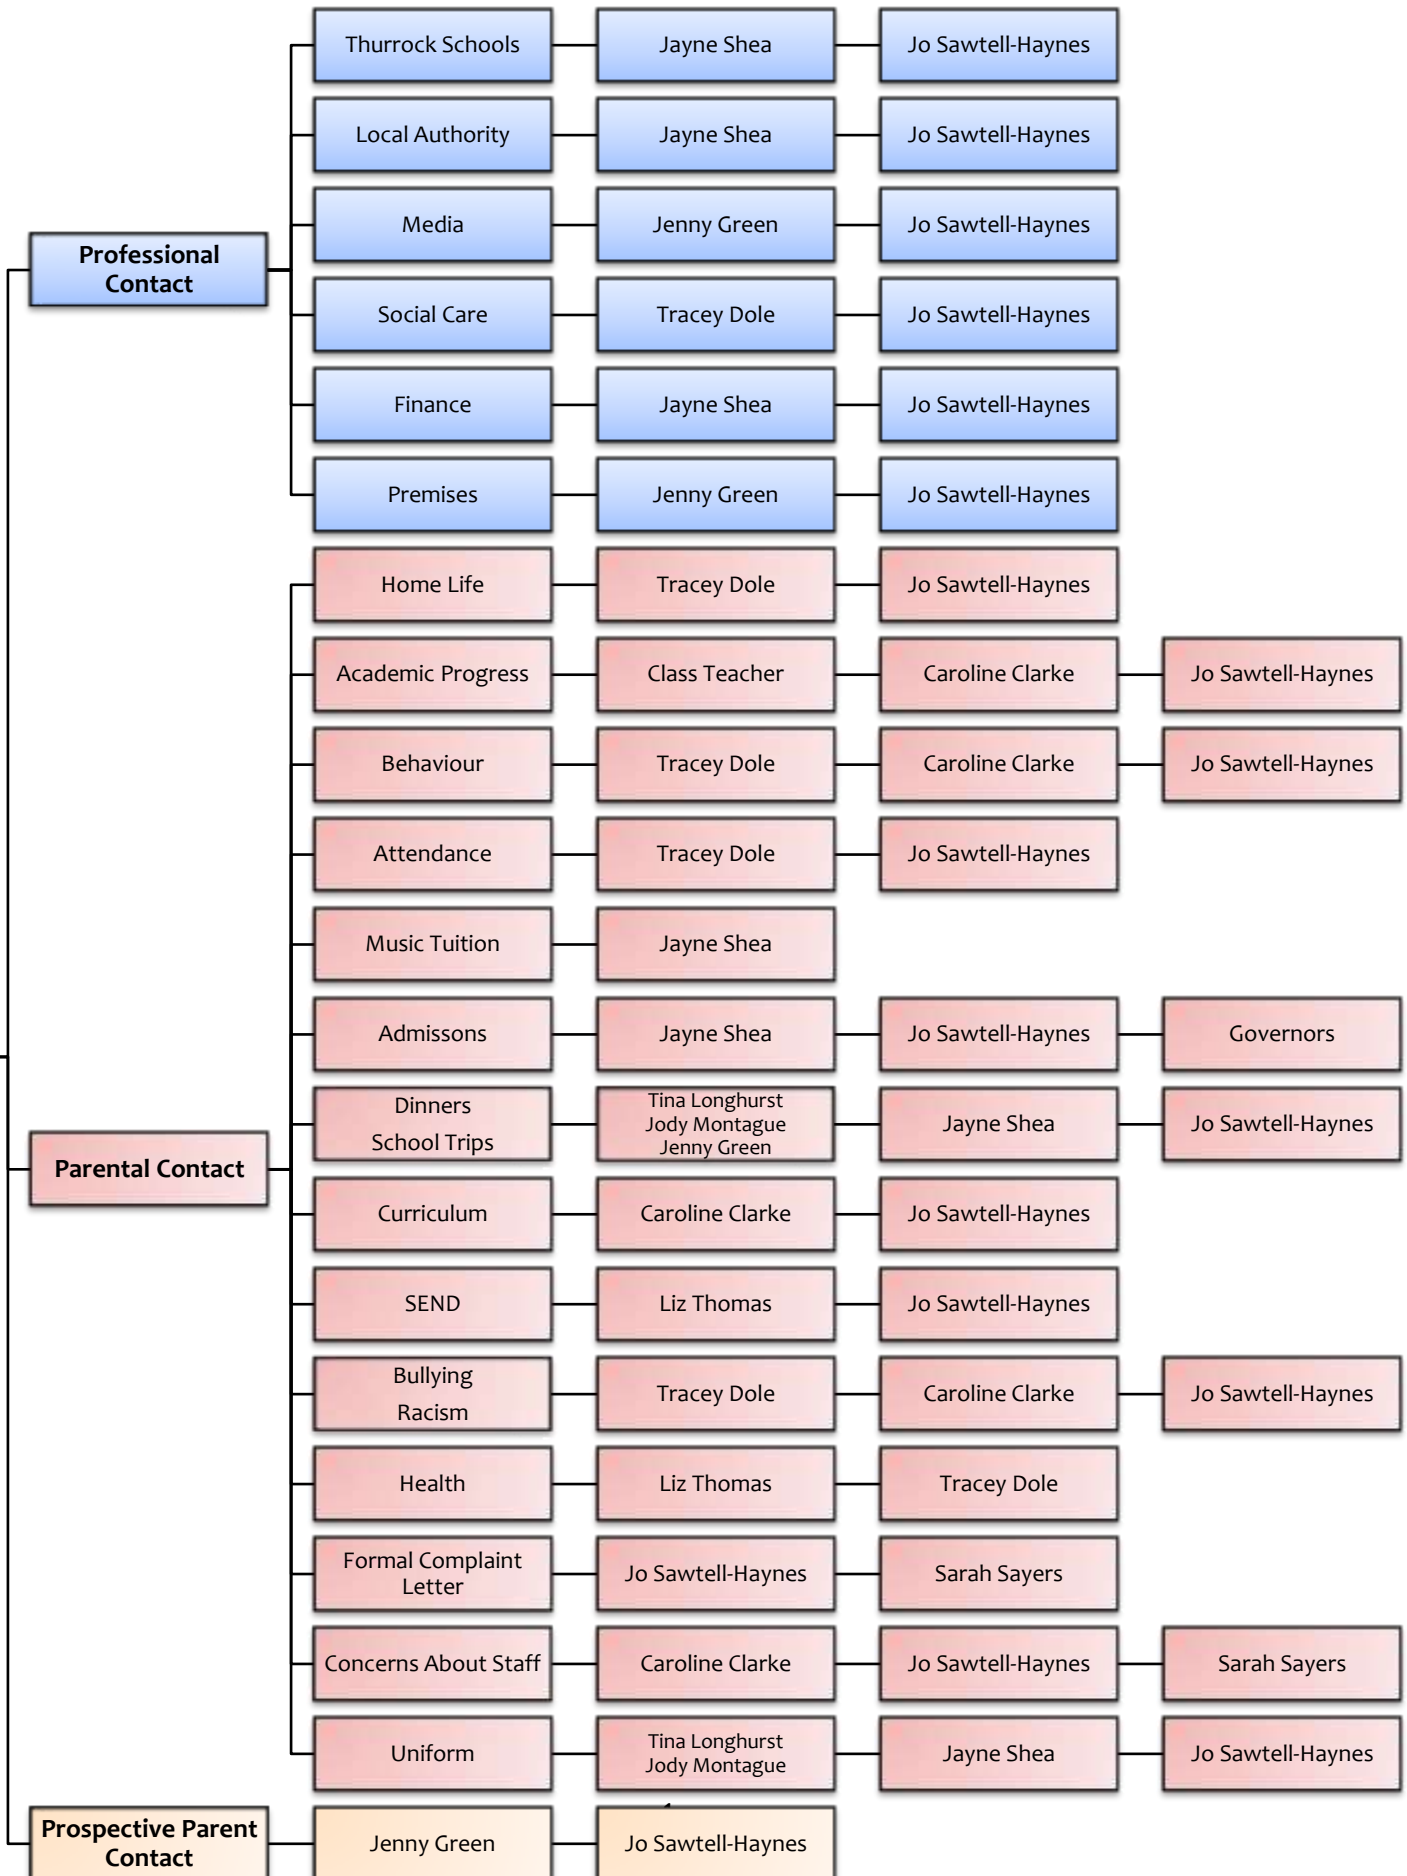 Thurrock Schools
Jayne Shea
Jo Sawtell-Haynes
Local Authority
Jayne Shea
Jo Sawtell-Haynes
Media
Jenny Green
Jo Sawtell-Haynes
Professional
Contact
Social Care
Tracey Dole
Jo Sawtell-Haynes
Finance
Jayne Shea
Jo Sawtell-Haynes
Premises
Jenny Green
Jo Sawtell-Haynes
Home Life
Tracey Dole
Jo Sawtell-Haynes
Academic Progress
Class Teacher
Caroline Clarke
Jo Sawtell-Haynes
Behaviour
Tracey Dole
Caroline Clarke
Jo Sawtell-Haynes
Attendance
Tracey Dole
Jo Sawtell-Haynes
Music Tuition
Jayne Shea
Admissons
Jayne Shea
Jo Sawtell-Haynes
Governors
Dinners
School Trips
Tina Longhurst
Jody Montague
Jenny Green
Jayne Shea
Jo Sawtell-Haynes
Parental Contact
Curriculum
Caroline Clarke
Jo Sawtell-Haynes
SEND
Liz Thomas
Jo Sawtell-Haynes
Bullying
Racism
Tracey Dole
Caroline Clarke
Jo Sawtell-Haynes
Health
Liz Thomas
Tracey Dole
Formal Complaint
Letter
Jo Sawtell-Haynes
Sarah Sayers
Concerns About Staff
Caroline Clarke
Jo Sawtell-Haynes
Sarah Sayers
Uniform
Tina Longhurst
Jody Montague
Jayne Shea
Jo Sawtell-Haynes
Prospective Parent
Contact
Jenny Green
Jo Sawtell-Haynes